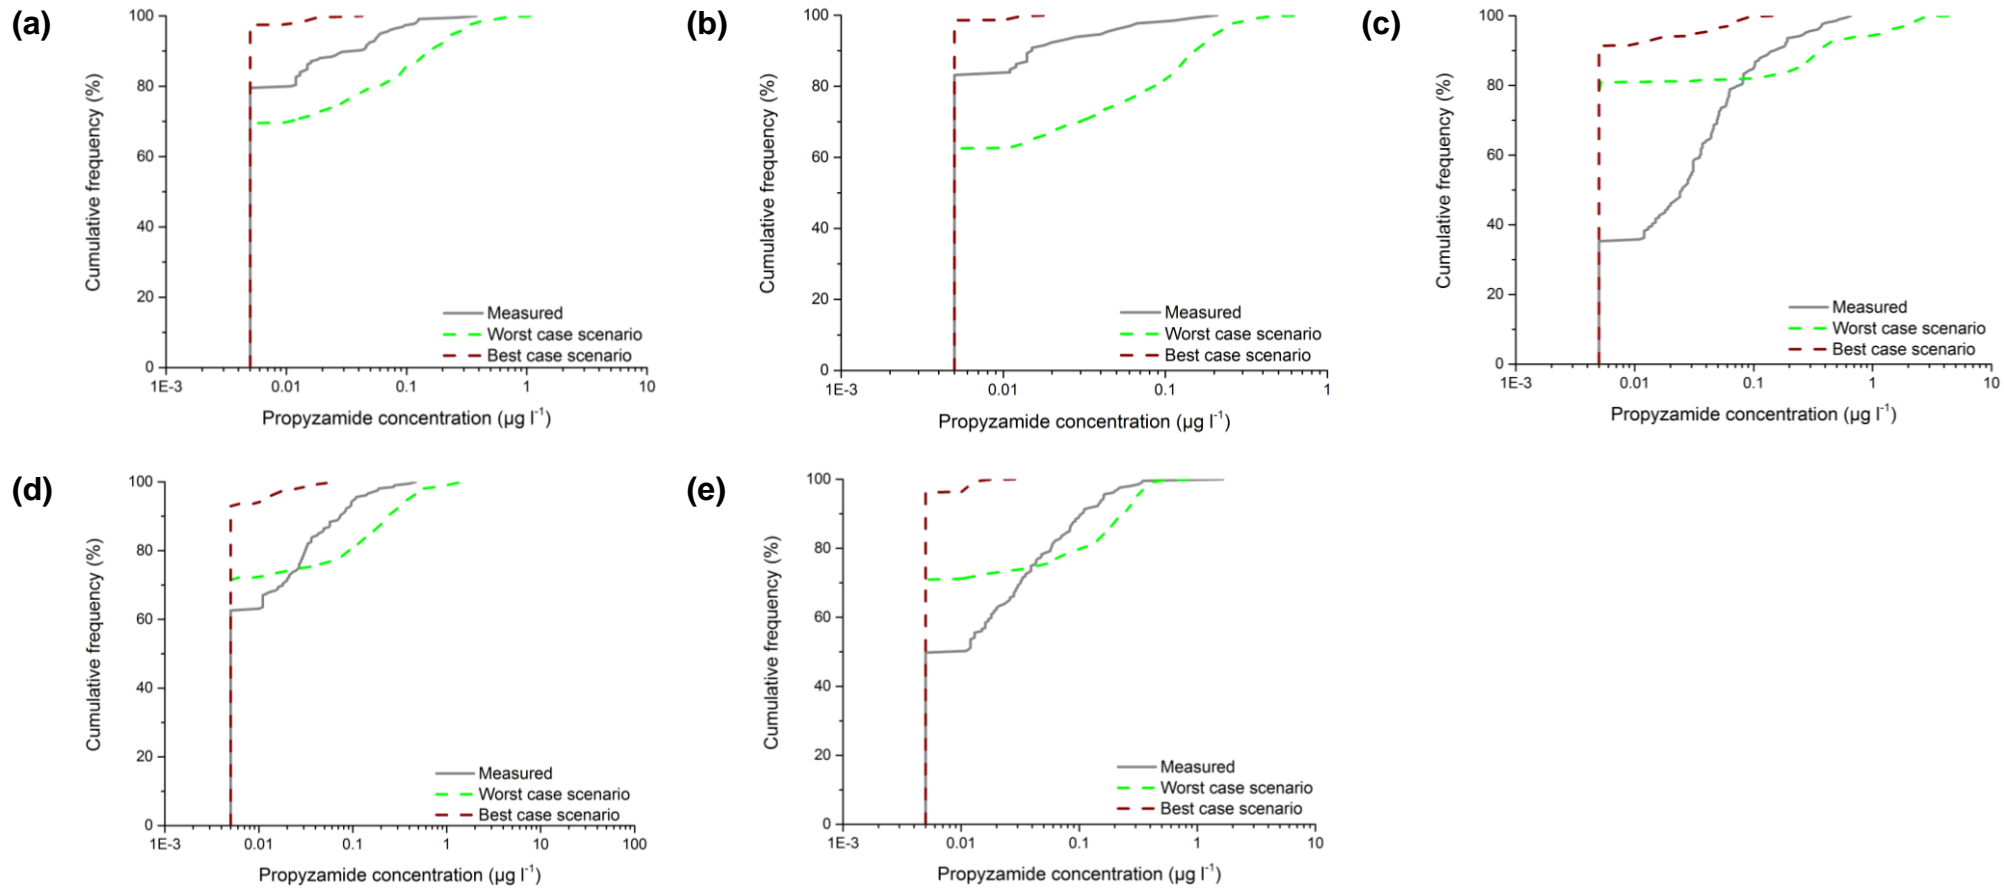 (a)
100
80
60
40
20
0
Cumulative frequency (%)
Measured
Worst case scenario
Best case scenario
1E-3 0.01 0.1 1 10
Propyzamide concentration (µg l-1)
(b)
100
80
60
40
20
0
Cumulative frequency (%)
Measured
Worst case scenario
Best case scenario
1E-3 0.01 0.1 1
Propyzamide concentration (µg l-1)
(c)
100
80
60
40
20
0
Cumulative frequency (%)
Measured
Worst case scenario
Best case scenario
1E-3 0.01 0.1 1 10
Propyzamide concentration (µg l-1)
(d)
100
80
60
40
20
0
Cumulative frequency (%)
Measured
Worst case scenario
Best case scenario
1E-3 0.01 0.1 1 10 100
Propyzamide concentration (µg l-1)
(e)
100
80
60
40
20
0
Cumulative frequency (%)
Measured
Worst case scenario
Best case scenario
1E-3 0.01 0.1 1 10
Propyzamide concentration (µg l-1)